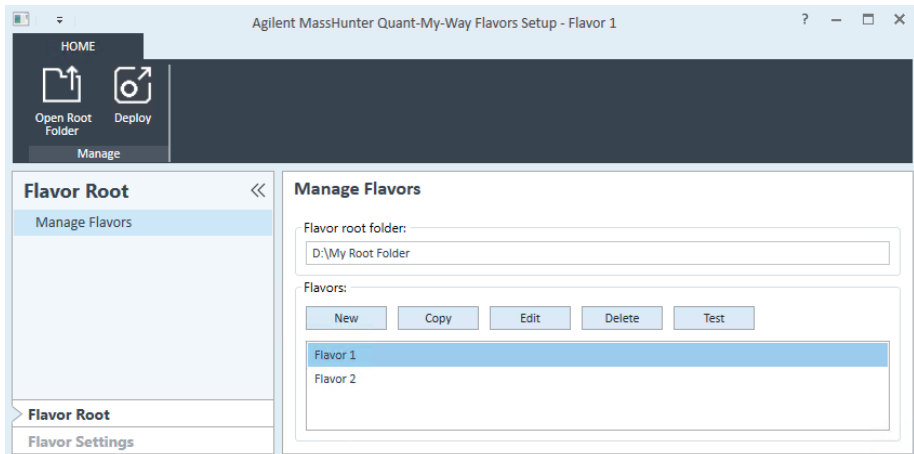 Agilent MassHunter Quant-My-Way Flavors Setup - Flavor 1
HOME
Open Root
Folder
Deploy
Manage
Flavor Root
Manage Flavors
Manage Flavors
Flavor root folder:
D:\My Root Folder
Flavors:
New Copy Edit Delete Test
Flavor 1
Flavor 2
Flavor Root
Flavor Settings